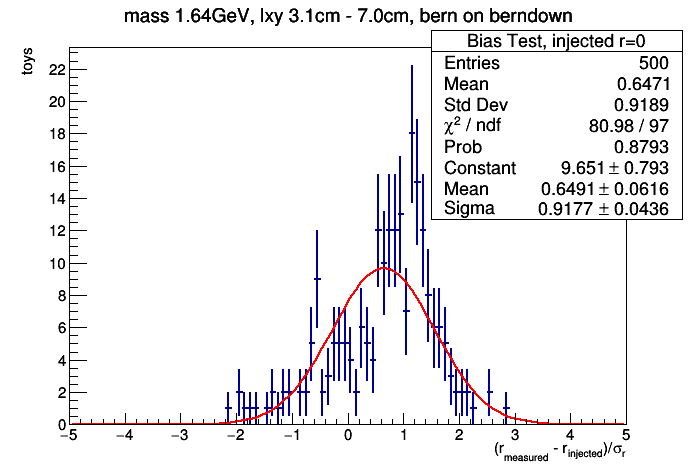 mass 1.64GeV, lxy 3.1cm - 7.0cm, bern on berndown
Bias Test, injected r=0
Entries 500
Mean 0.6471
Std Dev 0.9189
χ² / ndf 80.98 / 97
Prob 0.8793
Constant 9.651 ± 0.793
Mean 0.6491 ± 0.0616
Sigma 0.9177 ± 0.0436
toys
22
20
18
16
14
12
10
8
6
4
2
0
−5 −4 −3 −2 −1 0 1 2 3 4 5
(r_measured - r_injected)/σ_r